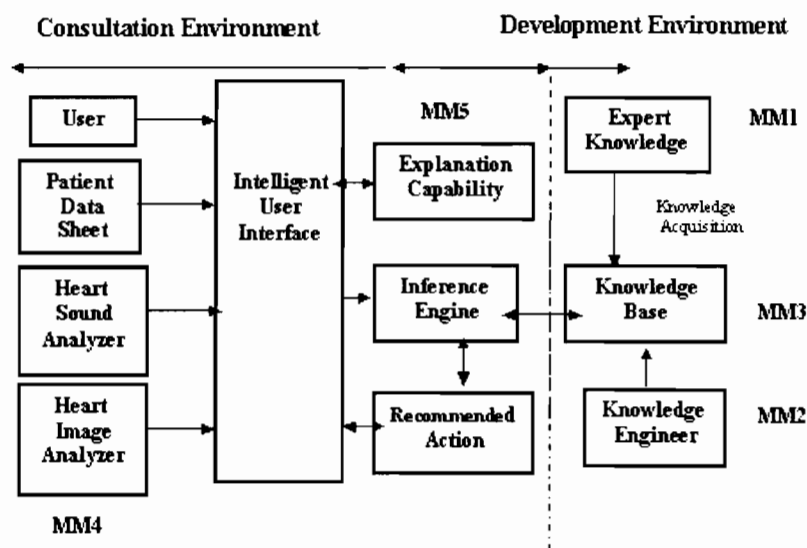 Consultation Environment
Development Environment
User
Patient
Data
Sheet
Heart
Sound
Analyzer
Heart
Image
Analyzer
MM4
Intelligent
User
Interface
MM5
Explanation
Capability
Inference
Engine
Recommended
Action
Expert
Knowledge
MM1
Knowledge
Acquisition
Knowledge
Base
MM3
Knowledge
Engineer
MM2